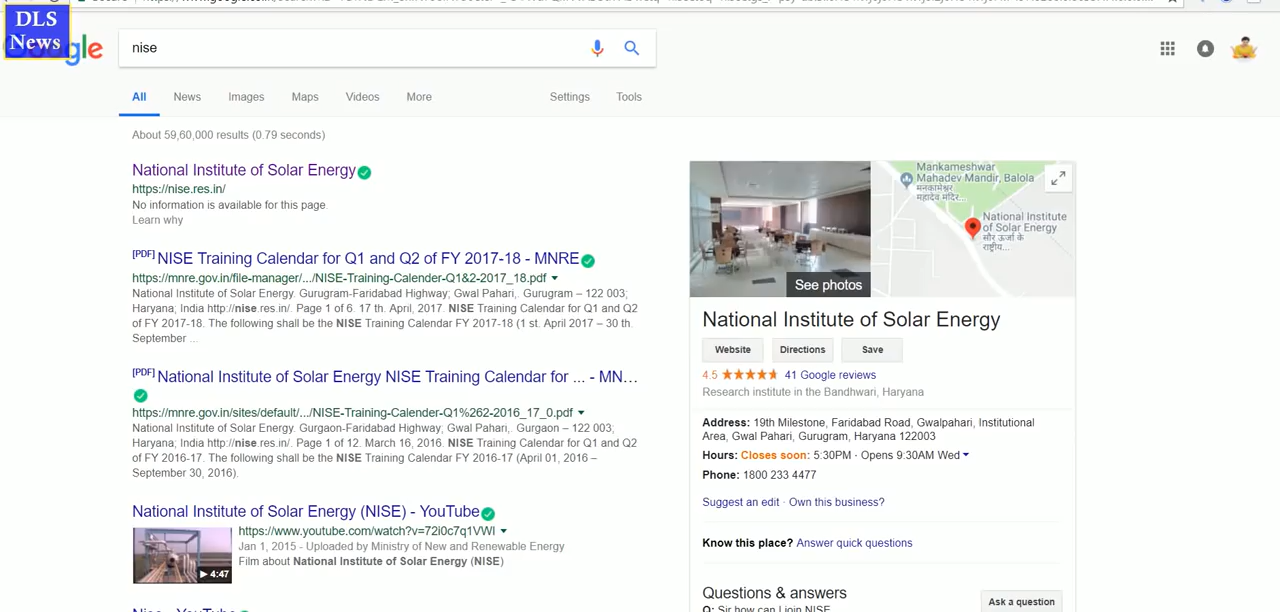 DLS
News
nise
All News Images Maps Videos More Settings Tools
About 59,60,000 results (0.79 seconds)
National Institute of Solar Energy
https://nise.res.in/
No information is available for this page.
Learn why
[PDF] NISE Training Calendar for Q1 and Q2 of FY 2017-18 - MNRE
https://mnre.gov.in/file-manager/.../NISE-Training-Calender-Q1&2-2017_18.pdf
National Institute of Solar Energy. Gurugram-Faridabad Highway; Gwal Pahari,. Gurugram – 122 003;
Haryana; India http://nise.res.in/. Page 1 of 6. 17 th. April, 2017. NISE Training Calendar for Q1 and Q2
of FY 2017-18. The following shall be the NISE Training Calendar FY 2017-18 (1 st. April 2017 – 30 th.
September ...
[PDF] National Institute of Solar Energy NISE Training Calendar for ... - MN...
https://mnre.gov.in/sites/default/.../NISE-Training-Calender-Q1%262-2016_17_0.pdf
National Institute of Solar Energy. Gurgaon-Faridabad Highway; Gwal Pahari,. Gurgaon – 122 003;
Haryana; India http://nise.res.in/. Page 1 of 12. March 16, 2016. NISE Training Calendar for Q1 and Q2
of FY 2016-17. The following shall be the NISE Training Calendar FY 2016-17 (April 01, 2016 –
September 30, 2016).
National Institute of Solar Energy (NISE) - YouTube
https://www.youtube.com/watch?v=72i0c7q1VWI
Jan 1, 2015 - Uploaded by Ministry of New and Renewable Energy
Film about National Institute of Solar Energy (NISE)
4:47
Nise - YouTube
Mankameshwar
Mahadev Mandir, Balola
मनकामेश्वर
महादेव मंदिर...
National Institute
of Solar Energy
सौर ऊर्जा के
राष्ट्रीय...
See photos
National Institute of Solar Energy
Website Directions Save
4.5 41 Google reviews
Research institute in the Bandhwari, Haryana
Address: 19th Milestone, Faridabad Road, Gwalpahari, Institutional
Area, Gwal Pahari, Gurugram, Haryana 122003
Hours: Closes soon: 5:30PM · Opens 9:30AM Wed
Phone: 1800 233 4477
Suggest an edit · Own this business?
Know this place? Answer quick questions
Questions & answers
Ask a question
Q: Sir how can I join NISE